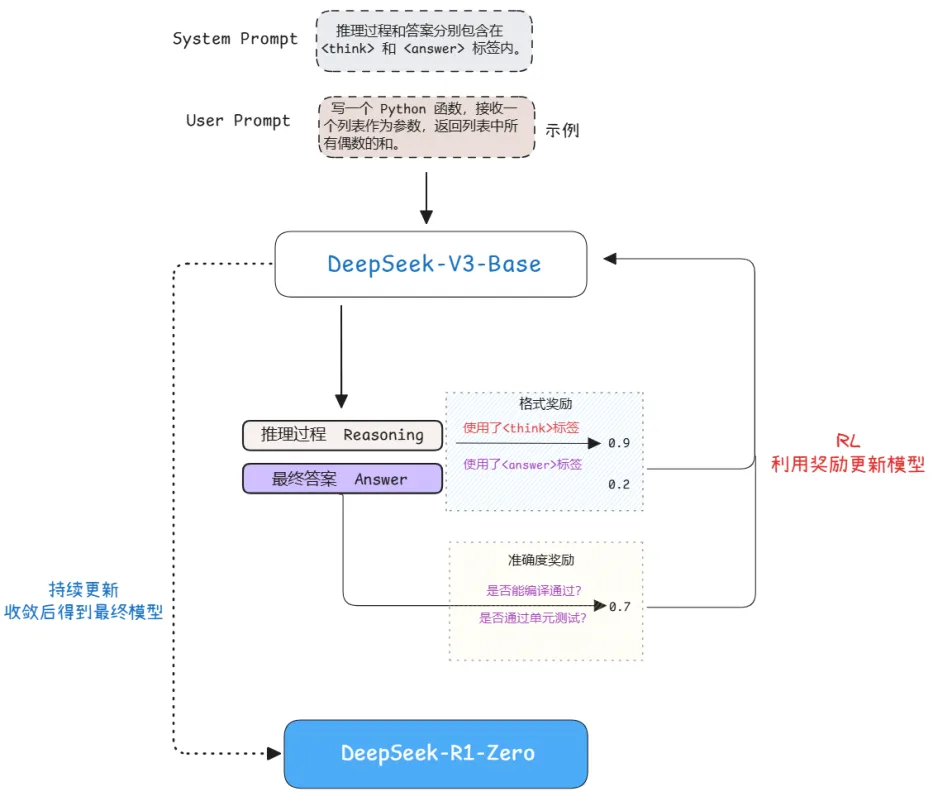 System Prompt
推理过程和答案分别包含在
<think> 和 <answer> 标签内。
User Prompt
写一个 Python 函数，接收一
个列表作为参数，返回列表中所
有偶数的和。
示例
DeepSeek-V3-Base
格式奖励
推理过程 Reasoning
使用了<think>标签
0.9
最终答案 Answer
使用了<answer>标签
0.2
RL
利用奖励更新模型
准确度奖励
是否能编译通过？
0.7
是否通过单元测试？
持续更新
收敛后得到最终模型
DeepSeek-R1-Zero